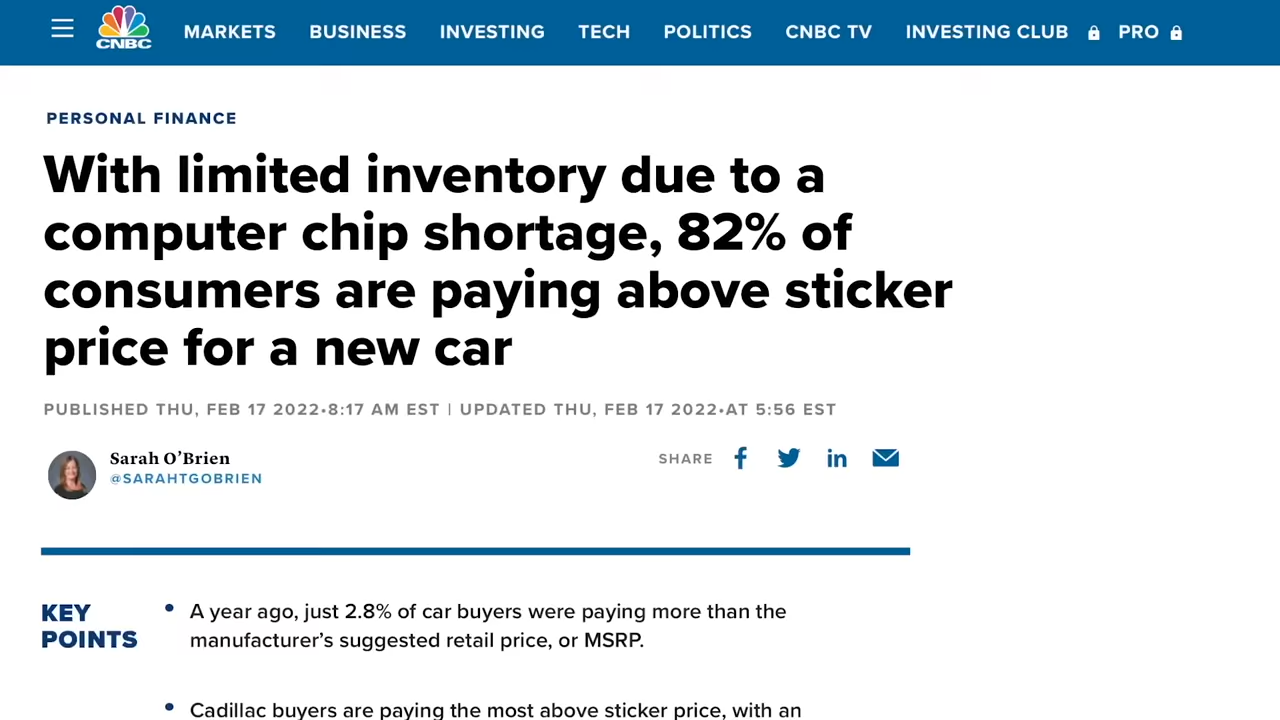 CNBC MARKETS BUSINESS INVESTING TECH POLITICS CNBC TV INVESTING CLUB PRO
PERSONAL FINANCE
With limited inventory due to a
computer chip shortage, 82% of
consumers are paying above sticker
price for a new car
PUBLISHED THU, FEB 17 2022•8:17 AM EST | UPDATED THU, FEB 17 2022•AT 5:56 EST
Sarah O’Brien
@SARAHTGOBRIEN
SHARE
KEY
POINTS
• A year ago, just 2.8% of car buyers were paying more than the
manufacturer’s suggested retail price, or MSRP.
• Cadillac buyers are paying the most above sticker price, with an